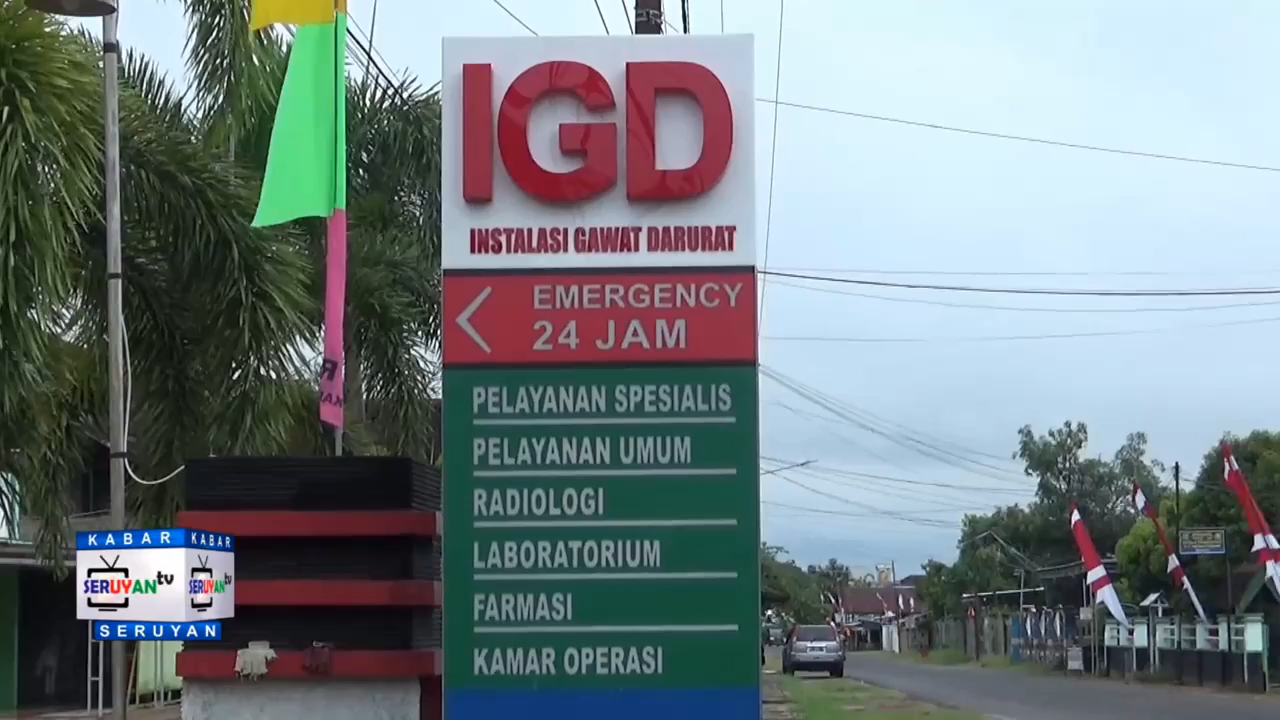 IGD
INSTALASI GAWAT DARURAT
EMERGENCY
24 JAM
PELAYANAN SPESIALIS
PELAYANAN UMUM
RADIOLOGI
LABORATORIUM
FARMASI
KAMAR OPERASI
KABAR KABAR
SERUYAN tv SERUYAN tv
SERUYAN